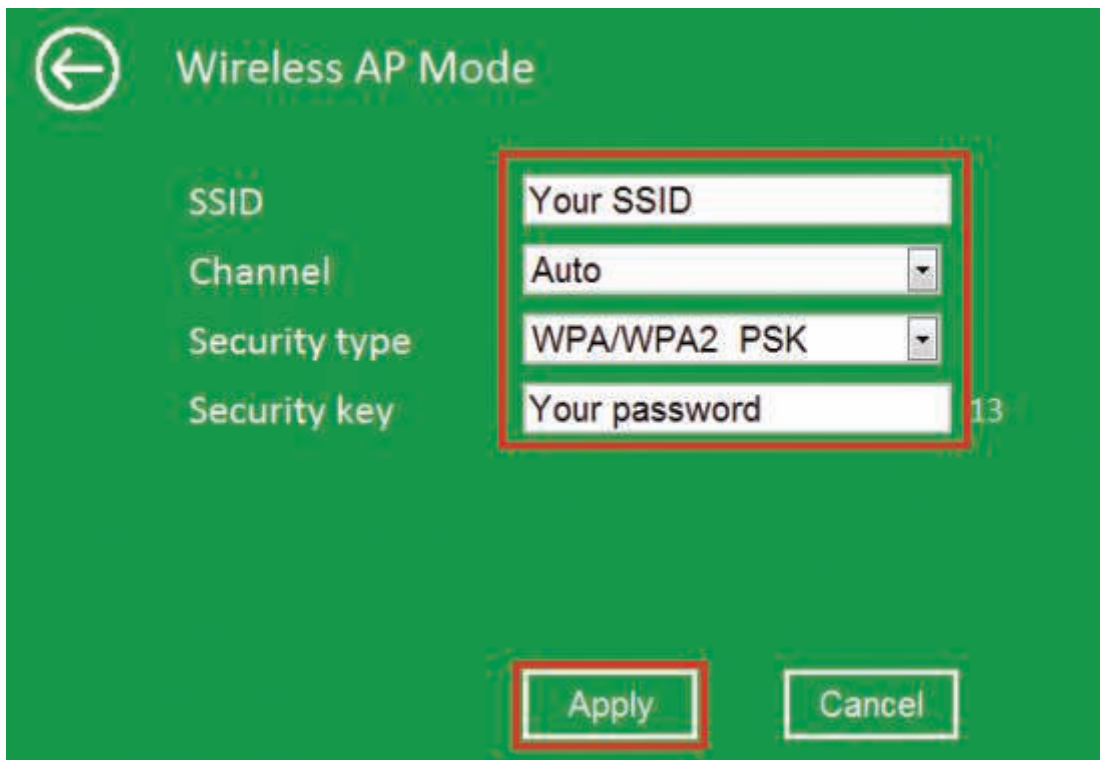 Wireless AP Mode
SSID Your SSID
Channel Auto
Security type WPA/WPA2 PSK
Security key Your password 13
Apply Cancel